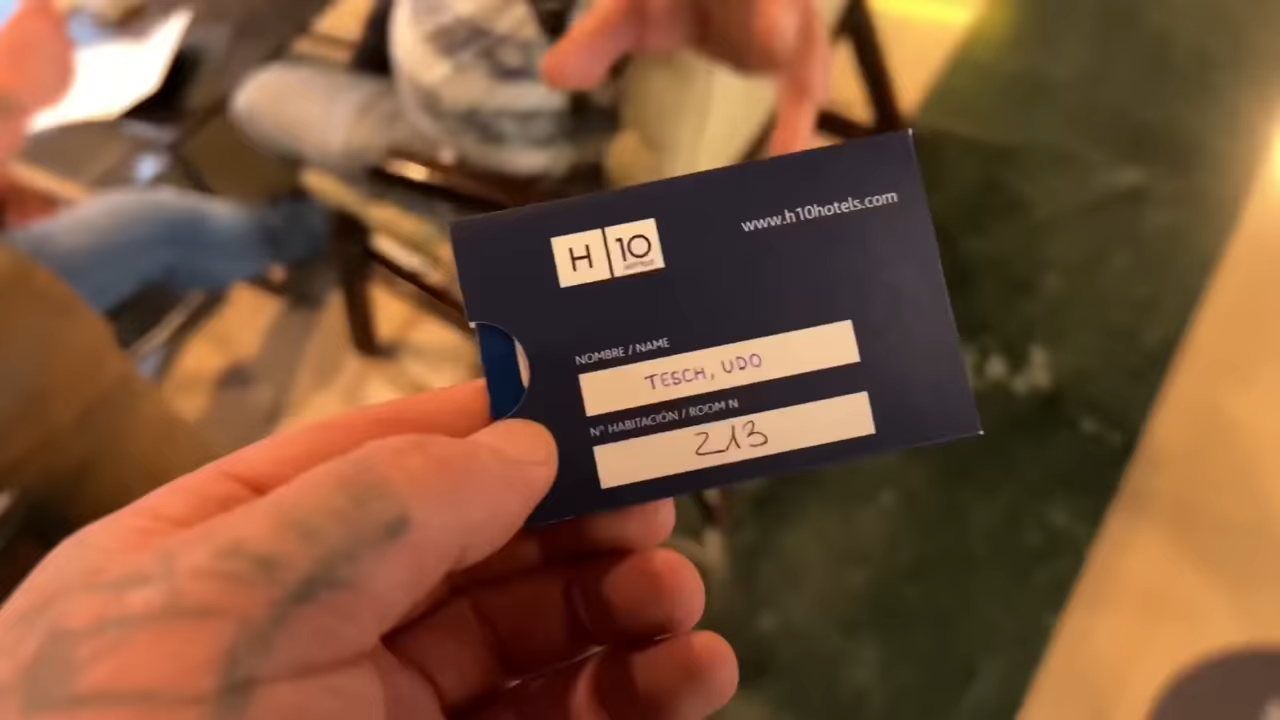 H 10
www.h10hotels.com
NOMBRE / NAME
TESCH, UDO
Nº HABITACIÓN / ROOM N
213